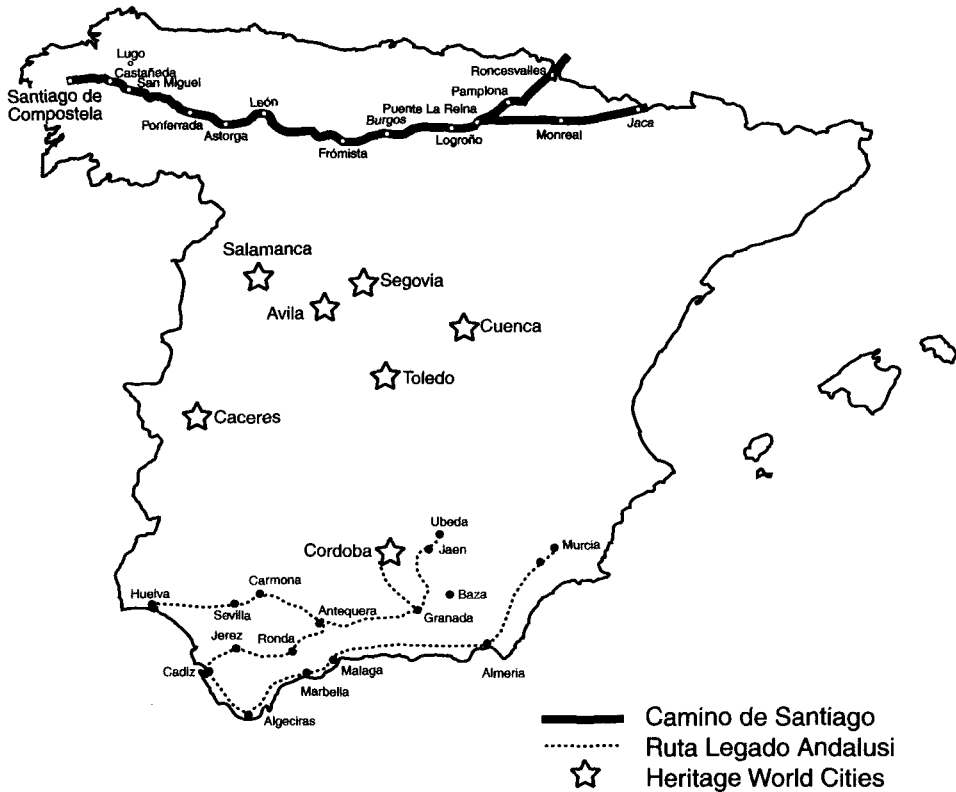 Lugo
Castañeda
San Miguel
Santiago de
Compostela
Ponferrada
Astorga
León
Frómista
Burgos
Puente La Reina
Logroño
Pamplona
Roncesvalles
Monreal
Jaca
Salamanca
Segovia
Avila
Cuenca
Toledo
Caceres
Ubeda
Cordoba
Jaen
Murcia
Huelva
Carmona
Baza
Sevilla
Antequera
Granada
Jerez
Ronda
Cadiz
Malaga
Almeria
Marbella
Algeciras
Camino de Santiago
Ruta Legado Andalusi
Heritage World Cities